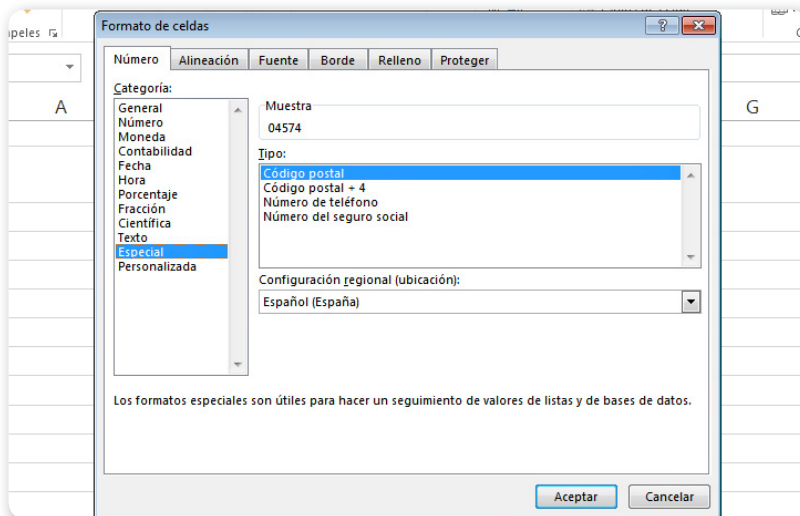 Formato de celdas
apeles
Número Alineación Fuente Borde Relleno Proteger
Categoría:
A
G
General
Número
Moneda
Contabilidad
Fecha
Hora
Porcentaje
Fracción
Científica
Texto
Especial
Personalizada
Muestra
04574
Tipo:
Código postal
Código postal + 4
Número de teléfono
Número del seguro social
Configuración regional (ubicación):
Español (España)
Los formatos especiales son útiles para hacer un seguimiento de valores de listas y de bases de datos.
Aceptar Cancelar